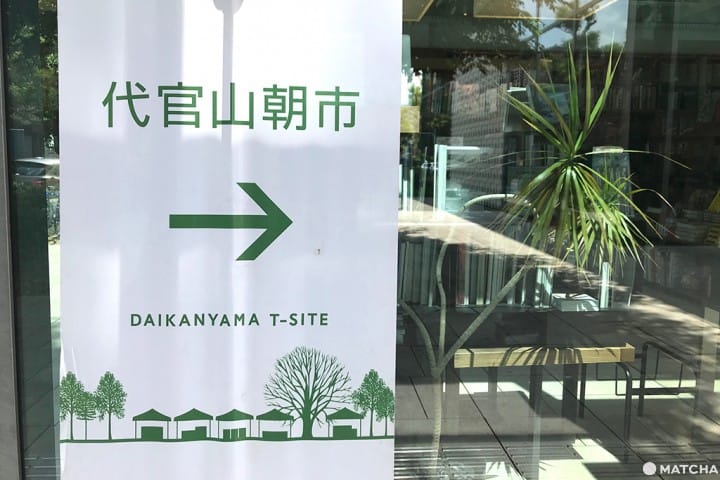 代官山朝市
DAIKANYAMA T-SITE
MATCHA